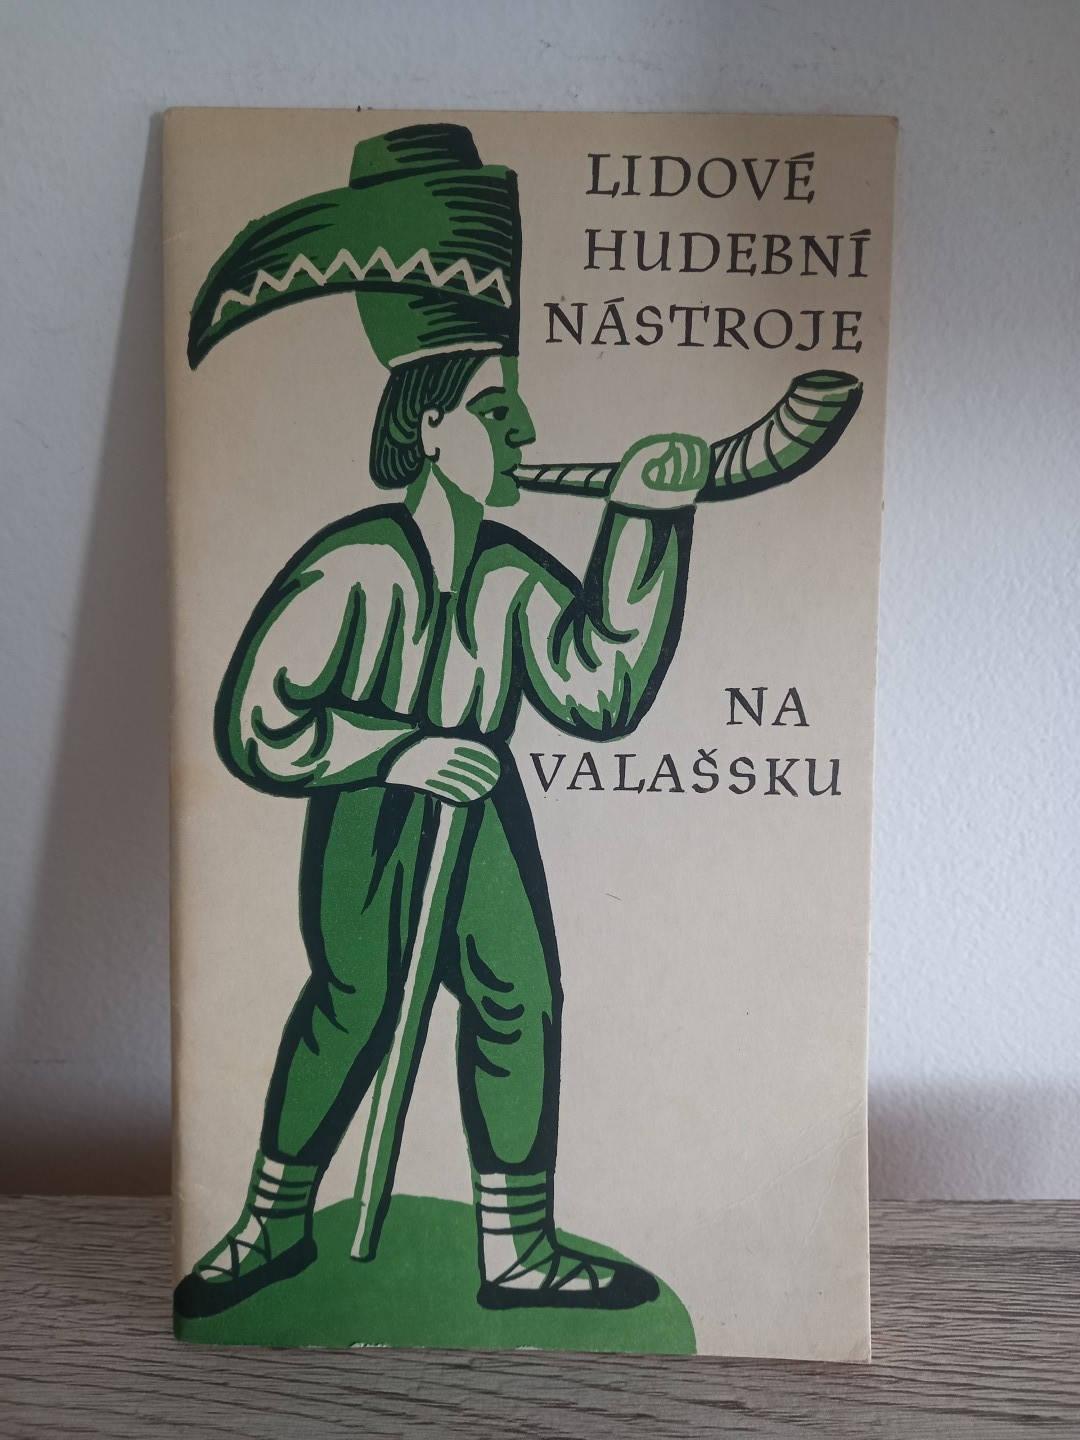 LIDOVÉ
HUDEBNÍ
NÁSTROJE
NA
VALAŠSKU